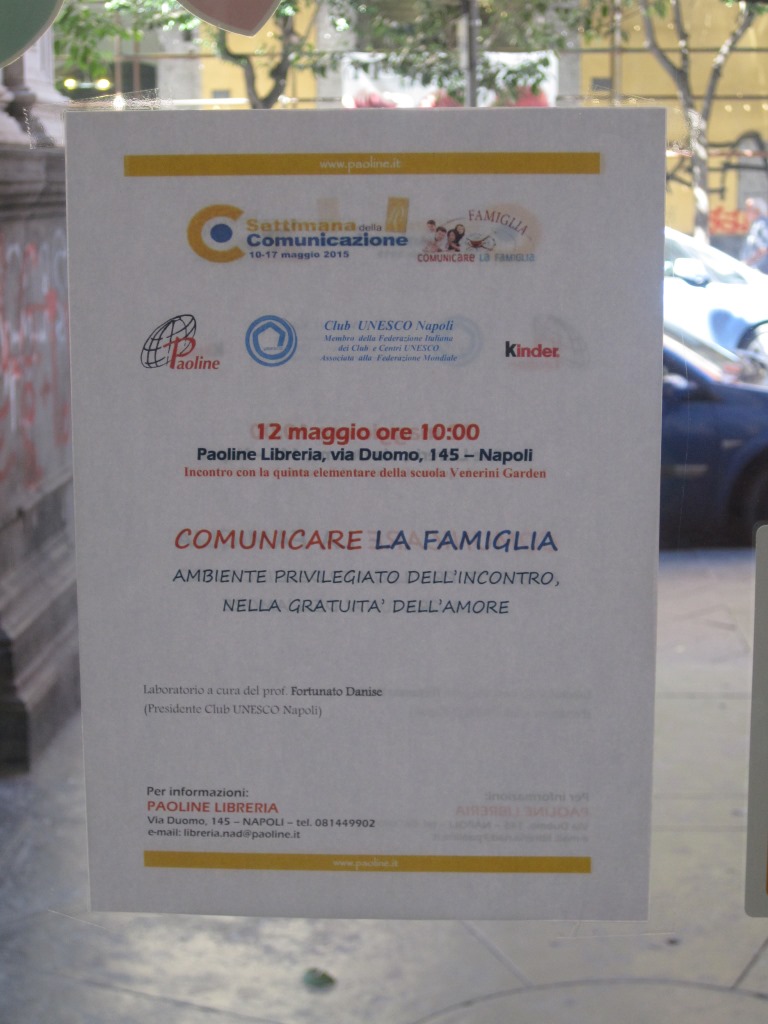 www.paoline.it
Settimana della
Comunicazione
10-17 maggio 2015
FAMIGLIA
COMUNICARE LA FAMIGLIA
Paoline
Club UNESCO Napoli
Membro della Federazione Italiana
dei Club e Centri UNESCO
Associata alla Federazione Mondiale
Kinder
12 maggio ore 10:00
Paoline Libreria, via Duomo, 145 – Napoli
Incontro con la quinta elementare della scuola Venerini Garden
COMUNICARE LA FAMIGLIA
AMBIENTE PRIVILEGIATO DELL'INCONTRO,
NELLA GRATUITA' DELL'AMORE
Laboratorio a cura del prof. Fortunato Danise
(Presidente Club UNESCO Napoli)
Per informazioni:
PAOLINE LIBRERIA
Via Duomo, 145 – NAPOLI – tel. 081449902
e-mail: libreria.nad@paoline.it
www.paoline.it